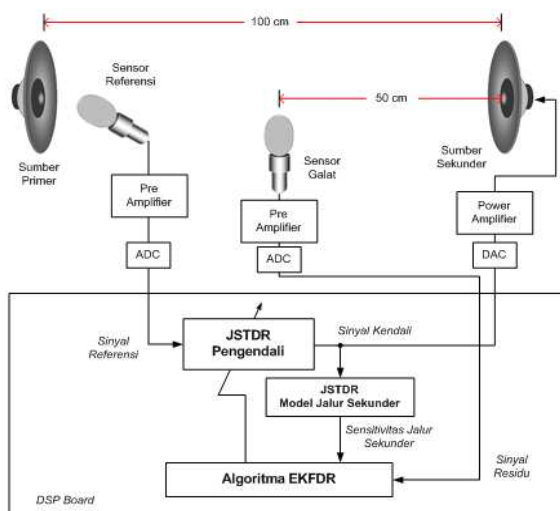 100 cm
Sensor
Referensi
50 cm
Sumber
Primer
Sensor
Galat
Sumber
Sekunder
Pre
Amplifier
Pre
Amplifier
Power
Amplifier
ADC
ADC
DAC
Sinyal
Referensi
JSTDR
Pengendali
Sinyal Kendali
JSTDR
Model Jalur Sekunder
Sensitivitas Jalur
Sekunder
Sinyal
Residu
Algoritma EKFDR
DSP Board